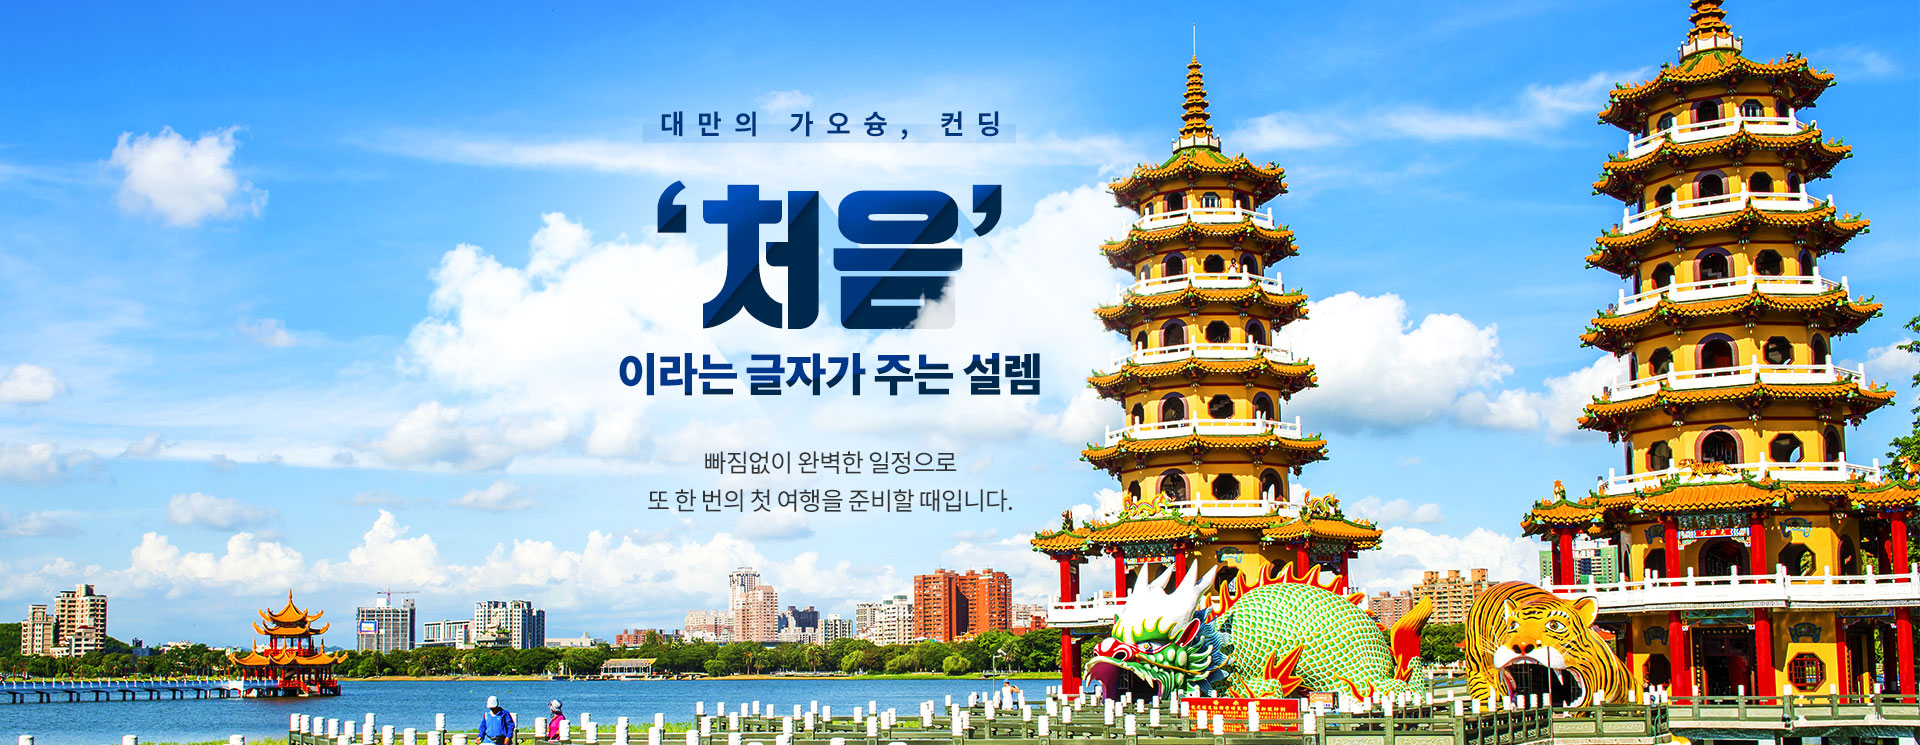 대만의 가오슝, 컨딩
‘처음’
이라는 글자가 주는 설렘
빠짐없이 완벽한 일정으로
또 한 번의 첫 여행을 준비할 때입니다.